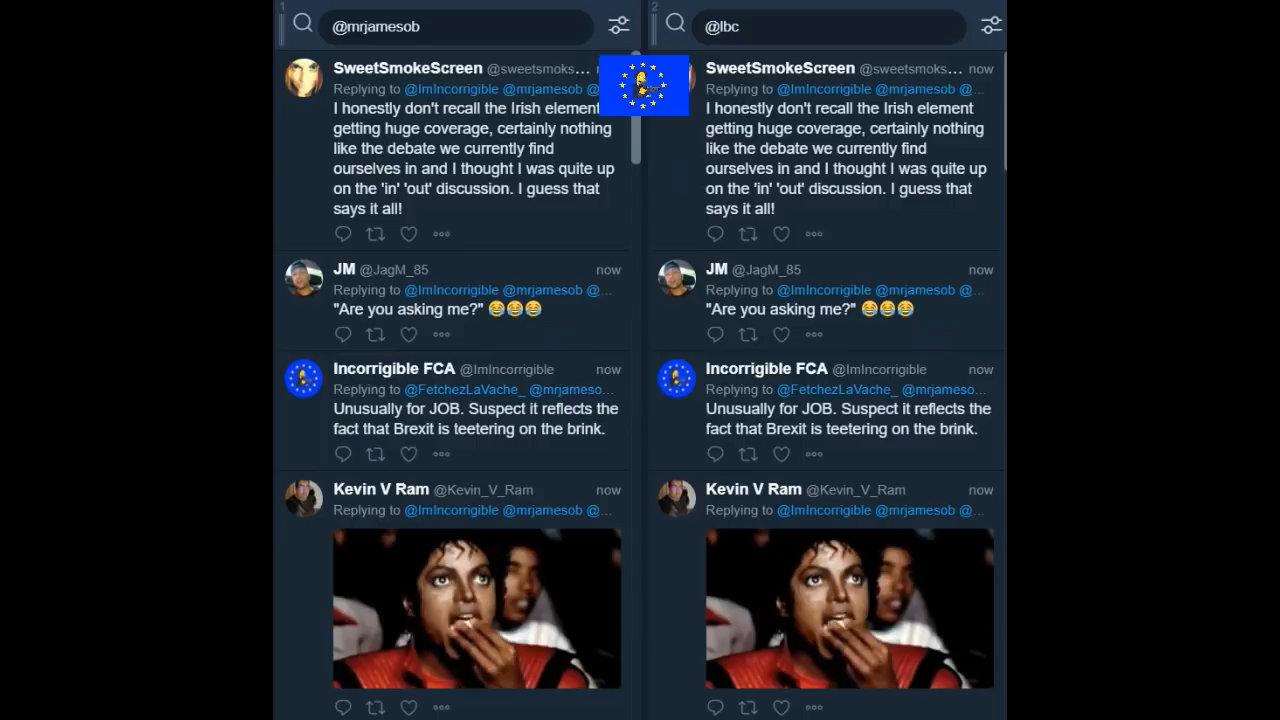 1
@mrjamesob
SweetSmokeScreen @sweetsmoks…
Replying to @ImIncorrigible @mrjamesob @
I honestly don't recall the Irish element
getting huge coverage, certainly nothing
like the debate we currently find
ourselves in and I thought I was quite up
on the 'in' 'out' discussion. I guess that
says it all!
JM @JagM_85 now
Replying to @ImIncorrigible @mrjamesob @…
"Are you asking me?" 😂😂😂
Incorrigible FCA @ImIncorrigible now
Replying to @FetchezLaVache_ @mrjameso…
Unusually for JOB. Suspect it reflects the
fact that Brexit is teetering on the brink.
Kevin V Ram @Kevin_V_Ram now
Replying to @ImIncorrigible @mrjamesob @…
2
@lbc
SweetSmokeScreen @sweetsmoks… now
Replying to @ImIncorrigible @mrjamesob @…
I honestly don't recall the Irish element
getting huge coverage, certainly nothing
like the debate we currently find
ourselves in and I thought I was quite up
on the 'in' 'out' discussion. I guess that
says it all!
JM @JagM_85 now
Replying to @ImIncorrigible @mrjamesob @…
"Are you asking me?" 😂😂😂
Incorrigible FCA @ImIncorrigible now
Replying to @FetchezLaVache_ @mrjameso…
Unusually for JOB. Suspect it reflects the
fact that Brexit is teetering on the brink.
Kevin V Ram @Kevin_V_Ram now
Replying to @ImIncorrigible @mrjamesob @…